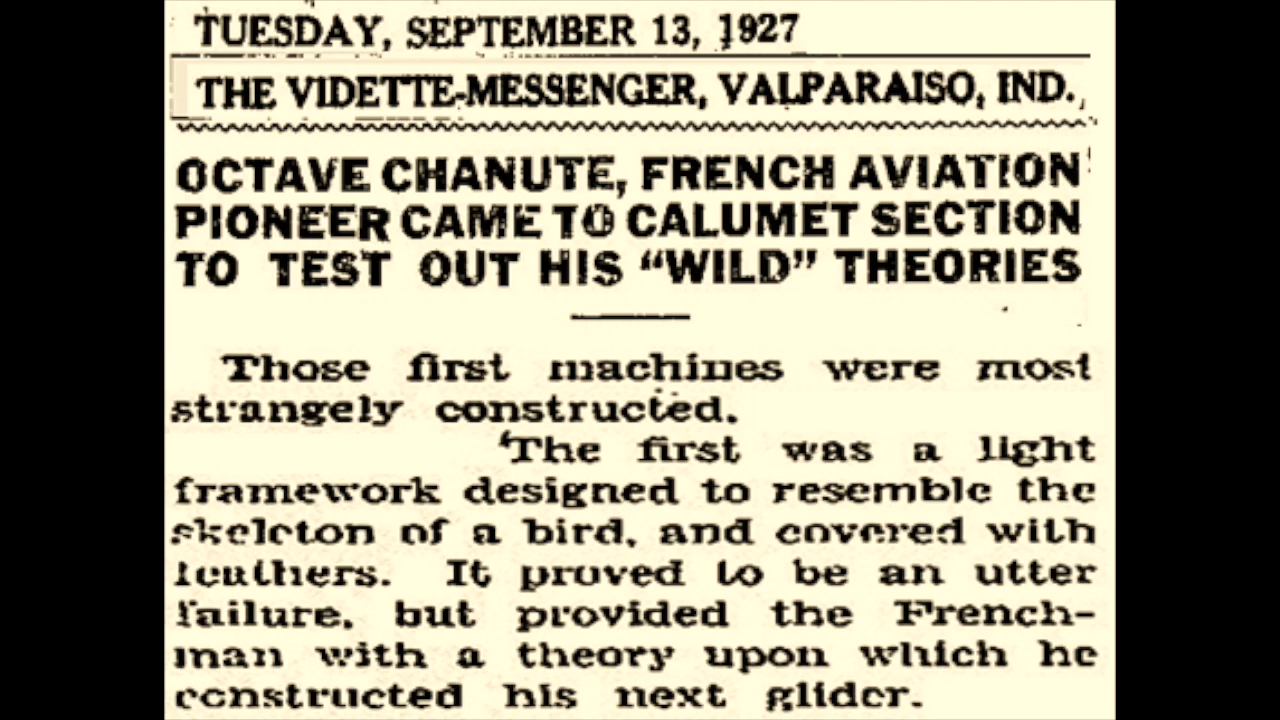 TUESDAY, SEPTEMBER 13, 1927
THE VIDETTE-MESSENGER, VALPARAISO, IND.,
OCTAVE CHANUTE, FRENCH AVIATION
PIONEER CAME TO CALUMET SECTION
TO TEST OUT HIS “WILD” THEORIES
Those first machines were most
strangely constructed.
‘The first was a light
framework designed to resemble the
skeleton of a bird, and covered with
feathers. It proved to be an utter
failure, but provided the French-
man with a theory upon which he
constructed his next glider.